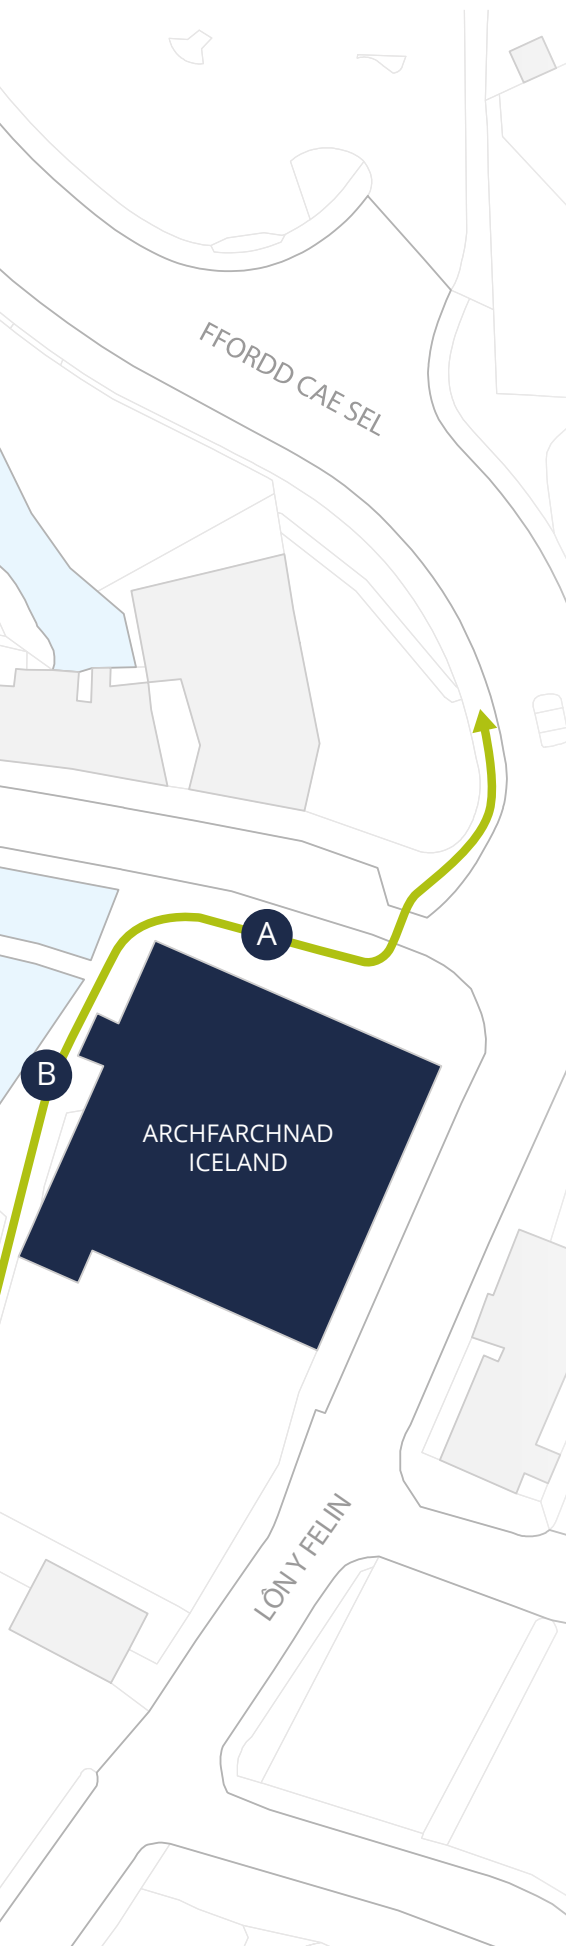 FFORDD CAE SEL
A
B
ARCHFARCHNAD
ICELAND
LÔN Y FELIN